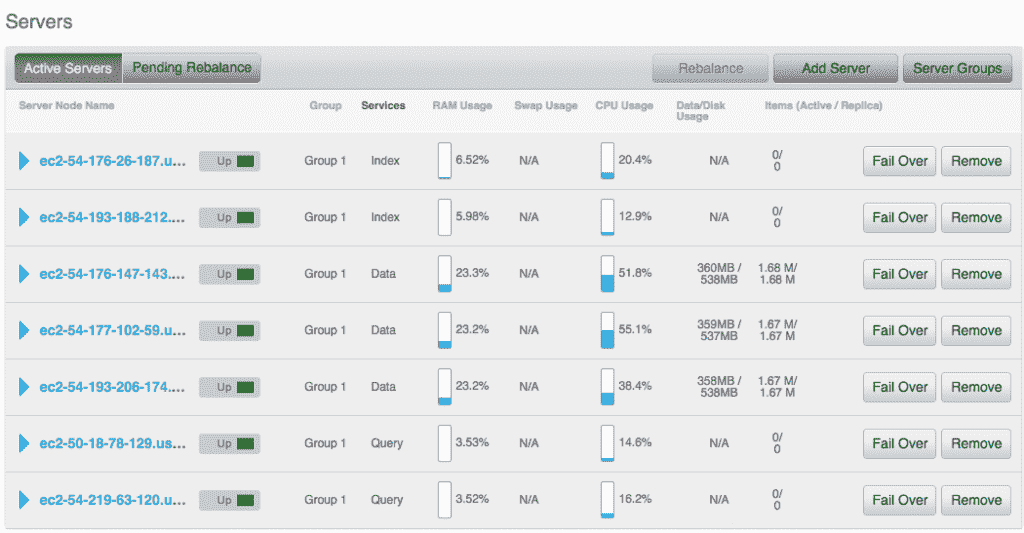 Servers
Active Servers Pending Rebalance Rebalance Add Server Server Groups
Server Node Name Group Services RAM Usage Swap Usage CPU Usage Data/Disk Usage Items (Active / Replica)
ec2-54-176-26-187.u... Up Group 1 Index 6.52% N/A 20.4% N/A 0/ 0 Fail Over Remove
ec2-54-193-188-212.... Up Group 1 Index 5.98% N/A 12.9% N/A 0/ 0 Fail Over Remove
ec2-54-176-147-143.... Up Group 1 Data 23.3% N/A 51.8% 360MB / 538MB 1.68 M/ 1.68 M Fail Over Remove
ec2-54-177-102-59.u... Up Group 1 Data 23.2% N/A 55.1% 359MB / 537MB 1.67 M/ 1.67 M Fail Over Remove
ec2-54-193-206-174.... Up Group 1 Data 23.2% N/A 38.4% 358MB / 538MB 1.67 M/ 1.67 M Fail Over Remove
ec2-50-18-78-129.us... Up Group 1 Query 3.53% N/A 14.6% N/A 0/ 0 Fail Over Remove
ec2-54-219-63-120.u... Up Group 1 Query 3.52% N/A 16.2% N/A 0/ 0 Fail Over Remove